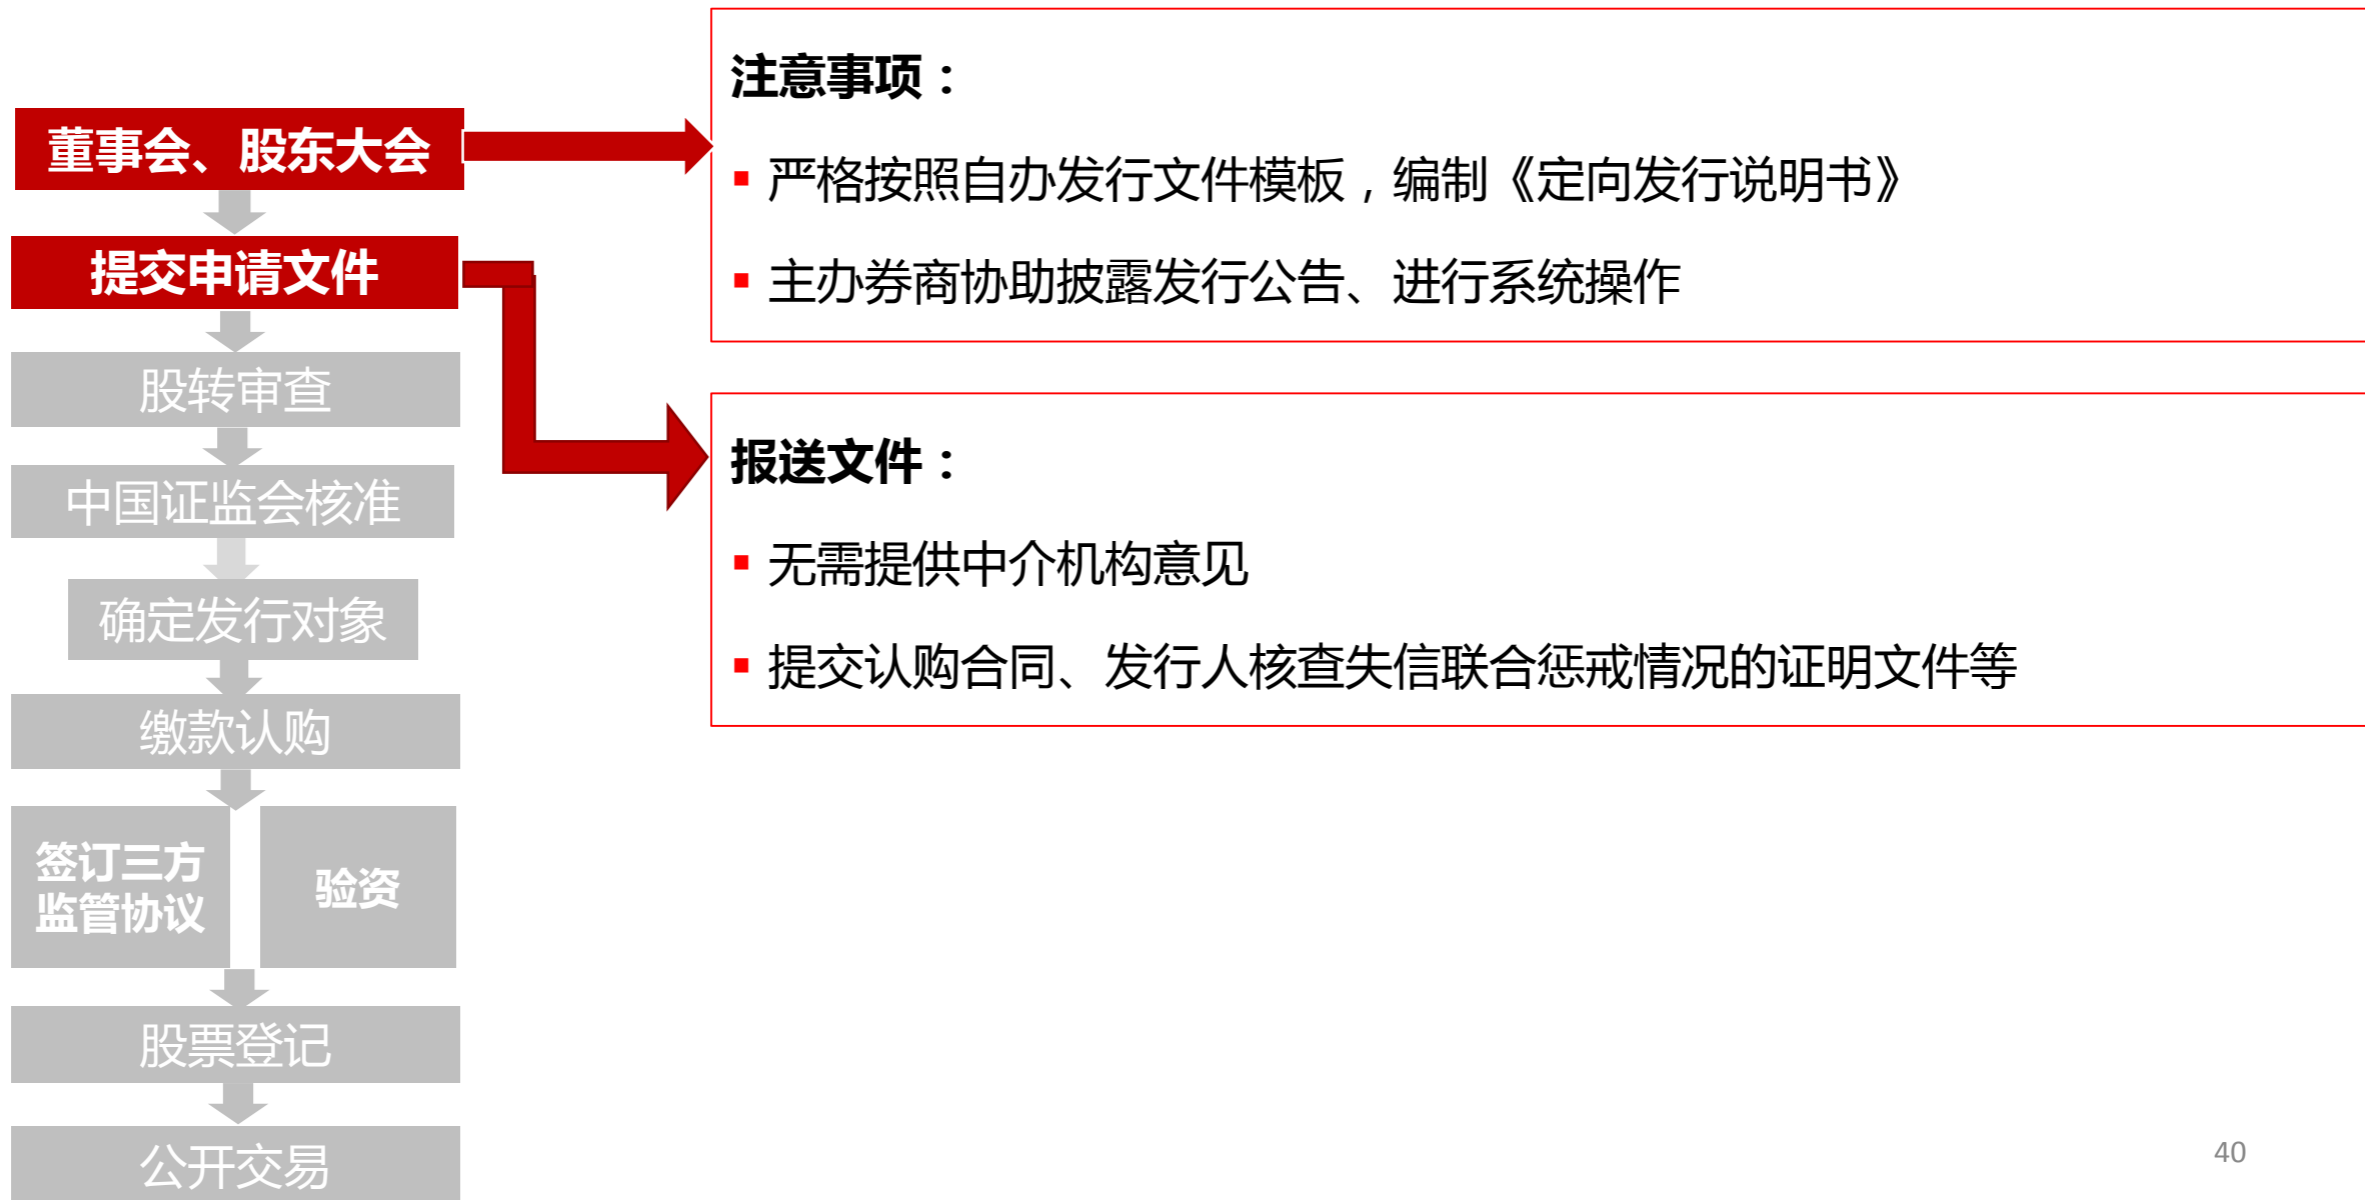 董事会、股东大会
提交申请文件
股转审查
中国证监会核准
确定发行对象
缴款认购
签订三方
监管协议
验资
股票登记
公开交易
注意事项：
▪ 严格按照自办发行文件模板，编制《定向发行说明书》
▪ 主办券商协助披露发行公告、进行系统操作
报送文件：
▪ 无需提供中介机构意见
▪ 提交认购合同、发行人核查失信联合惩戒情况的证明文件等
40